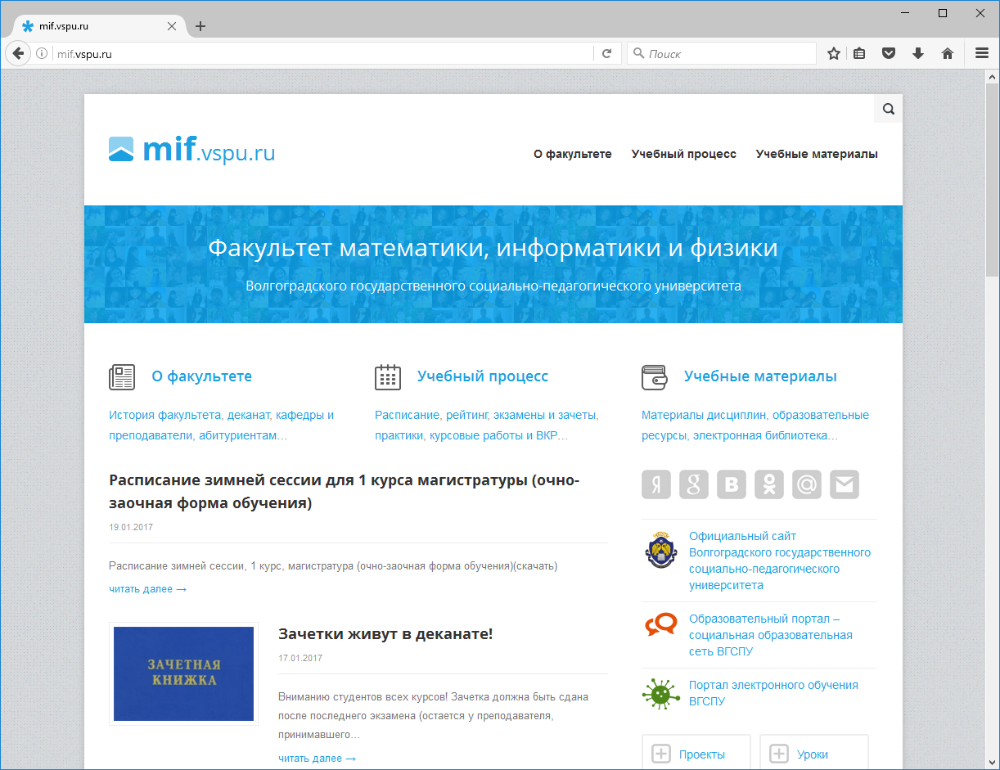 mif.vspu.ru
mif.vspu.ru
Поиск
mif.vspu.ru
О факультете Учебный процесс Учебные материалы
Факультет математики, информатики и физики
Волгоградского государственного социально-педагогического университета
О факультете
История факультета, деканат, кафедры и
преподаватели, абитуриентам...
Учебный процесс
Расписание, рейтинг, экзамены и зачеты,
практики, курсовые работы и ВКР...
Учебные материалы
Материалы дисциплин, образовательные
ресурсы, электронная библиотека...
Расписание зимней сессии для 1 курса магистратуры (очно-
заочная форма обучения)
19.01.2017
Расписание зимней сессии, 1 курс, магистратура (очно-заочная форма обучения)(скачать)
читать далее →
ЗАЧЕТНАЯ
КНИЖКА
Зачетки живут в деканате!
17.01.2017
Вниманию студентов всех курсов! Зачетка должна быть сдана
после последнего экзамена (остается у преподавателя,
принимавшего...
читать далее →
Я g B @
Официальный сайт
Волгоградского государственного
социально-педагогического
университета
Образовательный портал –
социальная образовательная
сеть ВГСПУ
Портал электронного обучения
ВГСПУ
Проекты
Уроки